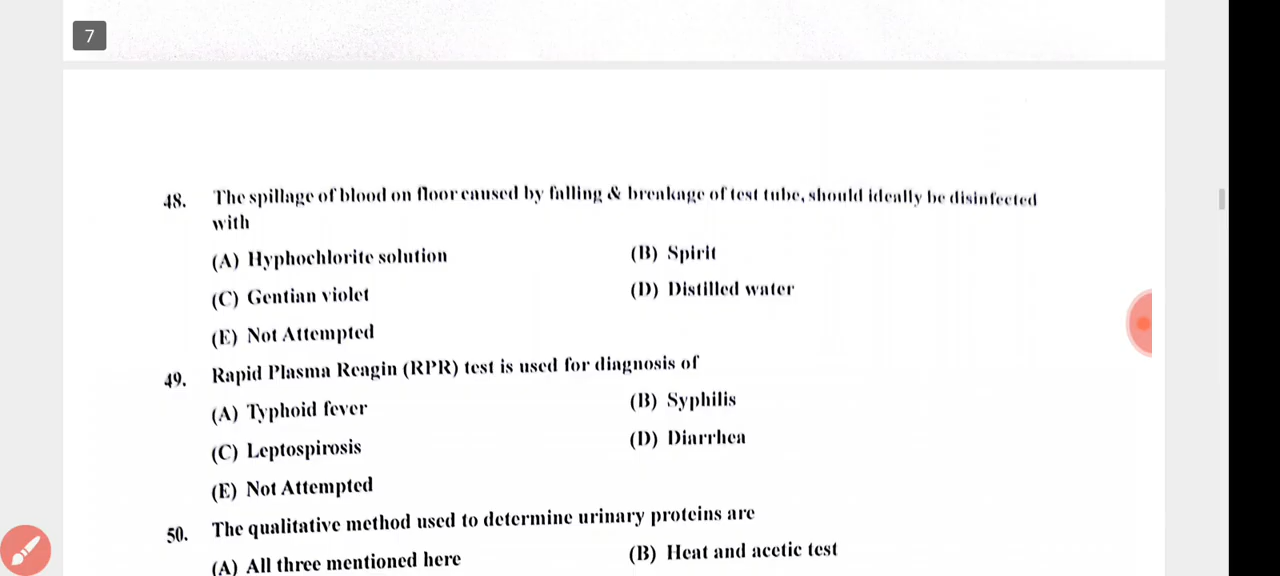 7
48. The spillage of blood on floor caused by falling & breakage of test tube, should ideally be disinfected
with
(A) Hyphochlorite solution (B) Spirit
(C) Gentian violet (D) Distilled water
(E) Not Attempted
49. Rapid Plasma Reagin (RPR) test is used for diagnosis of
(A) Typhoid fever (B) Syphilis
(C) Leptospirosis (D) Diarrhea
(E) Not Attempted
50. The qualitative method used to determine urinary proteins are
(A) All three mentioned here (B) Heat and acetic test